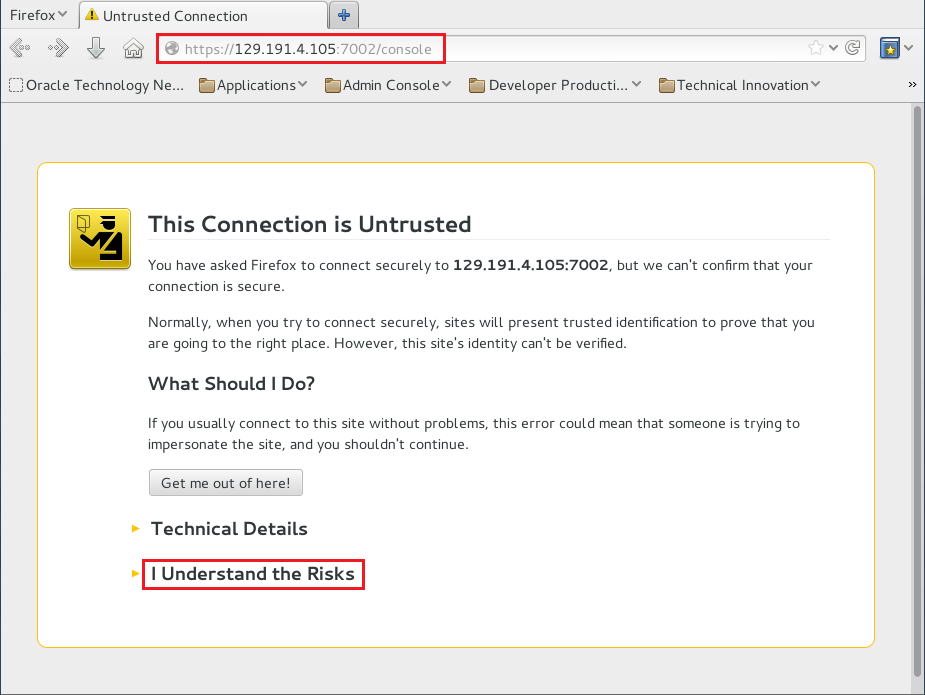 Firefox
Untrusted Connection
https://129.191.4.105:7002/console
Oracle Technology Ne...
Applications
Admin Console
Developer Producti...
Technical Innovation
»
This Connection is Untrusted
You have asked Firefox to connect securely to 129.191.4.105:7002, but we can't confirm that your
connection is secure.
Normally, when you try to connect securely, sites will present trusted identification to prove that you
are going to the right place. However, this site's identity can't be verified.
What Should I Do?
If you usually connect to this site without problems, this error could mean that someone is trying to
impersonate the site, and you shouldn't continue.
Get me out of here!
Technical Details
I Understand the Risks